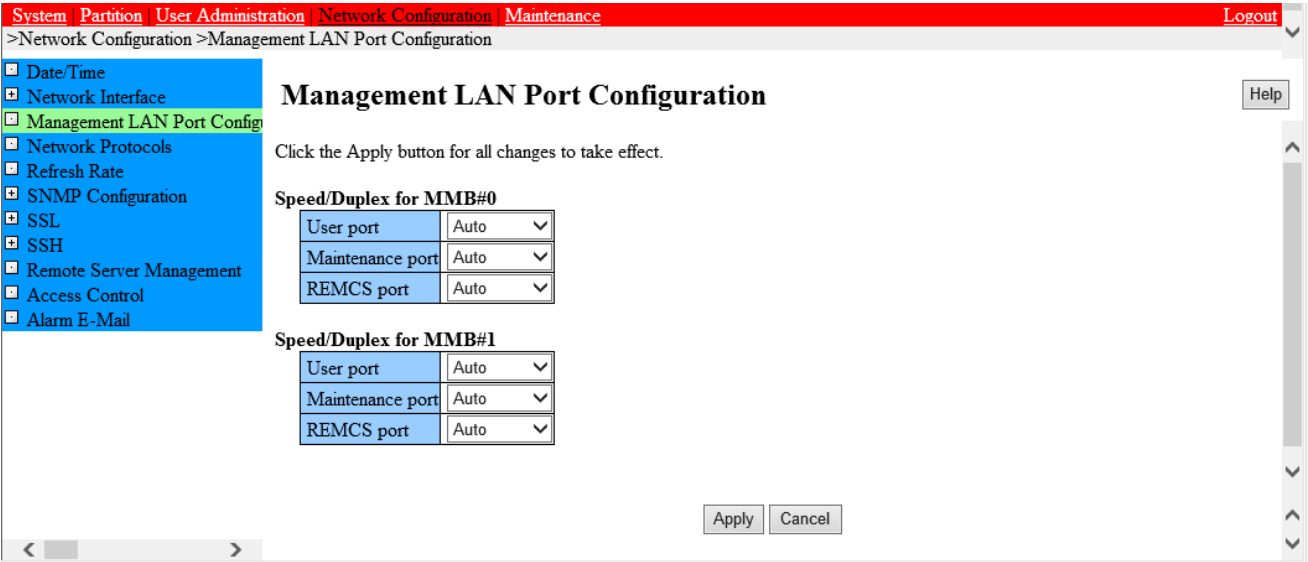 System | Partition | User Administration | Network Configuration | Maintenance Logout
>Network Configuration >Management LAN Port Configuration
Date/Time
Network Interface
Management LAN Port Config
Network Protocols
Refresh Rate
SNMP Configuration
SSL
SSH
Remote Server Management
Access Control
Alarm E-Mail
Management LAN Port Configuration
Help
Click the Apply button for all changes to take effect.
Speed/Duplex for MMB#0
User port Auto
Maintenance port Auto
REMCS port Auto
Speed/Duplex for MMB#1
User port Auto
Maintenance port Auto
REMCS port Auto
Apply Cancel